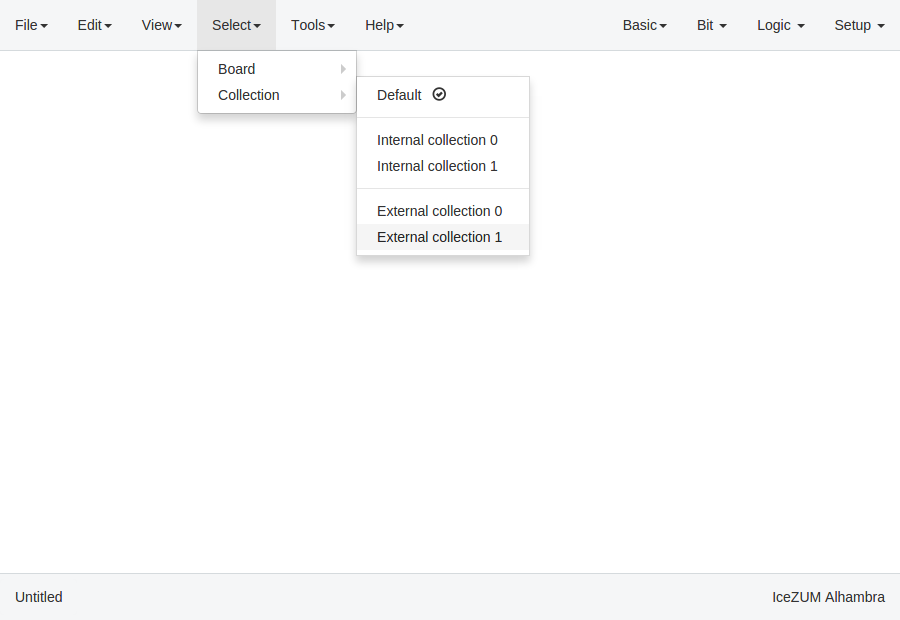 File Edit View Select Tools Help Basic Bit Logic Setup
Board
Collection
Default
Internal collection 0
Internal collection 1
External collection 0
External collection 1
Untitled IceZUM Alhambra